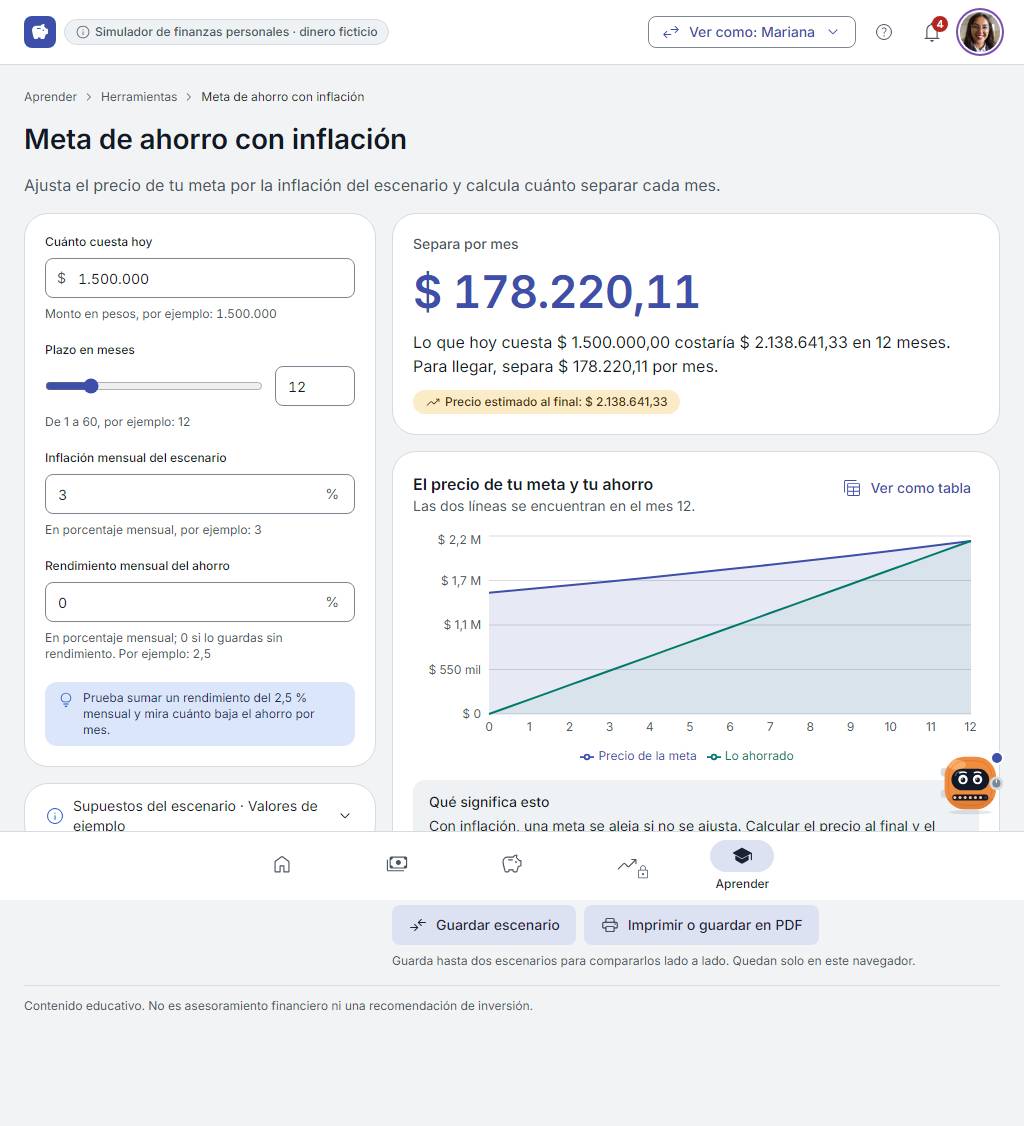 Simulador de finanzas personales · dinero ficticio
Ver como: Mariana
4
Aprender > Herramientas > Meta de ahorro con inflación
Meta de ahorro con inflación
Ajusta el precio de tu meta por la inflación del escenario y calcula cuánto separar cada mes.
Cuánto cuesta hoy
$ 1.500.000
Monto en pesos, por ejemplo: 1.500.000
Plazo en meses
12
De 1 a 60, por ejemplo: 12
Inflación mensual del escenario
3 %
En porcentaje mensual, por ejemplo: 3
Rendimiento mensual del ahorro
0 %
En porcentaje mensual; 0 si lo guardas sin
rendimiento. Por ejemplo: 2,5
Prueba sumar un rendimiento del 2,5 %
mensual y mira cuánto baja el ahorro por
mes.
Supuestos del escenario · Valores de
ejemplo
Separa por mes
$ 178.220,11
Lo que hoy cuesta $ 1.500.000,00 costaría $ 2.138.641,33 en 12 meses.
Para llegar, separa $ 178.220,11 por mes.
Precio estimado al final: $ 2.138.641,33
El precio de tu meta y tu ahorro
Ver como tabla
Las dos líneas se encuentran en el mes 12.
$ 2,2 M
$ 1,7 M
$ 1,1 M
$ 550 mil
$ 0
0 1 2 3 4 5 6 7 8 9 10 11 12
Precio de la meta Lo ahorrado
Qué significa esto
Con inflación, una meta se aleja si no se ajusta. Calcular el precio al final y el
Aprender
Guardar escenario
Imprimir o guardar en PDF
Guarda hasta dos escenarios para compararlos lado a lado. Quedan solo en este navegador.
Contenido educativo. No es asesoramiento financiero ni una recomendación de inversión.